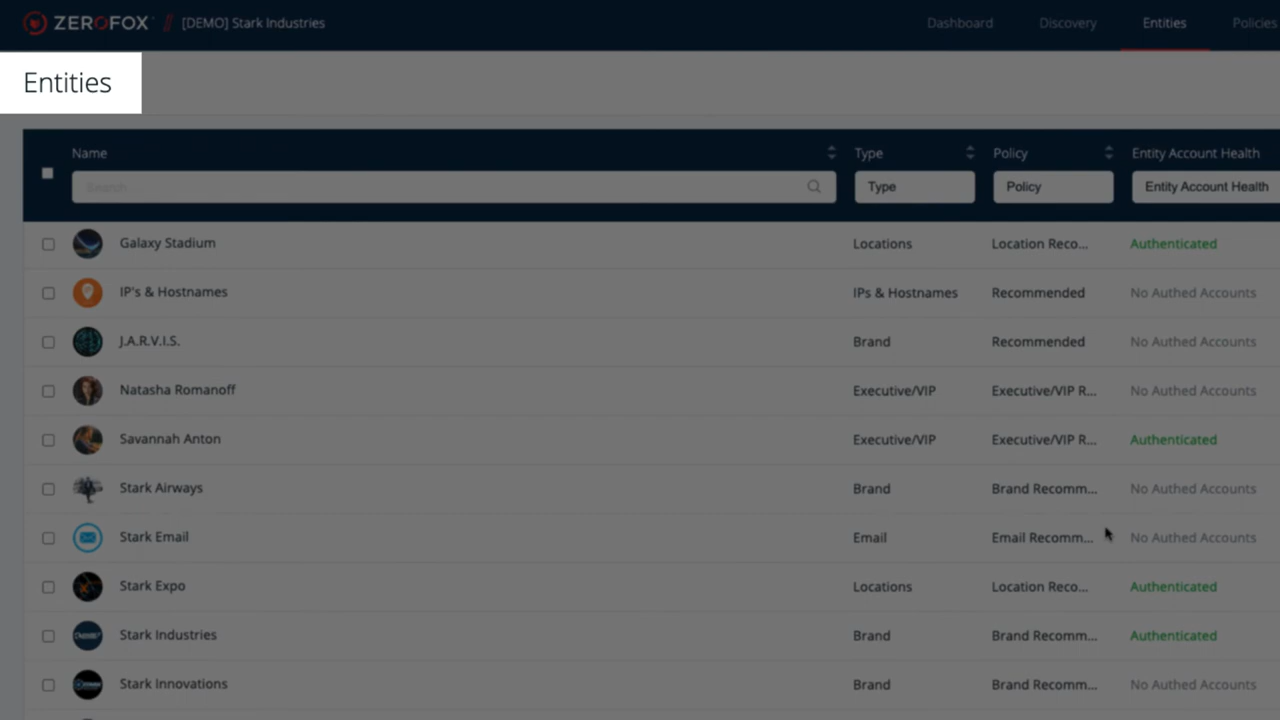 ZEROFOX // [DEMO] Stark Industries Dashboard Discovery Entities Policies
Entities
Name Type Policy Entity Account Health
Search... Type Policy Entity Account Health
Galaxy Stadium Locations Location Reco... Authenticated
IP's & Hostnames IPs & Hostnames Recommended No Authed Accounts
J.A.R.V.I.S. Brand Recommended No Authed Accounts
Natasha Romanoff Executive/VIP Executive/VIP R... No Authed Accounts
Savannah Anton Executive/VIP Executive/VIP R... Authenticated
Stark Airways Brand Brand Recomm... No Authed Accounts
Stark Email Email Email Recomm... No Authed Accounts
Stark Expo Locations Location Reco... Authenticated
Stark Industries Brand Brand Recomm... Authenticated
Stark Innovations Brand Brand Recomm... No Authed Accounts